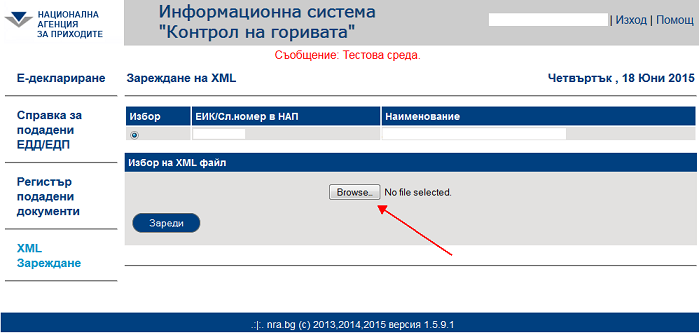 НАЦИОНАЛНА
АГЕНЦИЯ
ЗА ПРИХОДИТЕ
Информационна система
"Контрол на горивата"
| Изход | Помощ
Съобщение: Тестова среда.
Е-деклариране
Зареждане на XML
Четвъртък , 18 Юни 2015
Справка за
подадени
ЕДД/ЕДП
Регистър
подадени
документи
XML
Зареждане
Избор
ЕИК/Сл.номер в НАП
Наименование
Избор на XML файл
Browse… No file selected.
Зареди
.:|:. nra.bg (c) 2013,2014,2015 версия 1.5.9.1